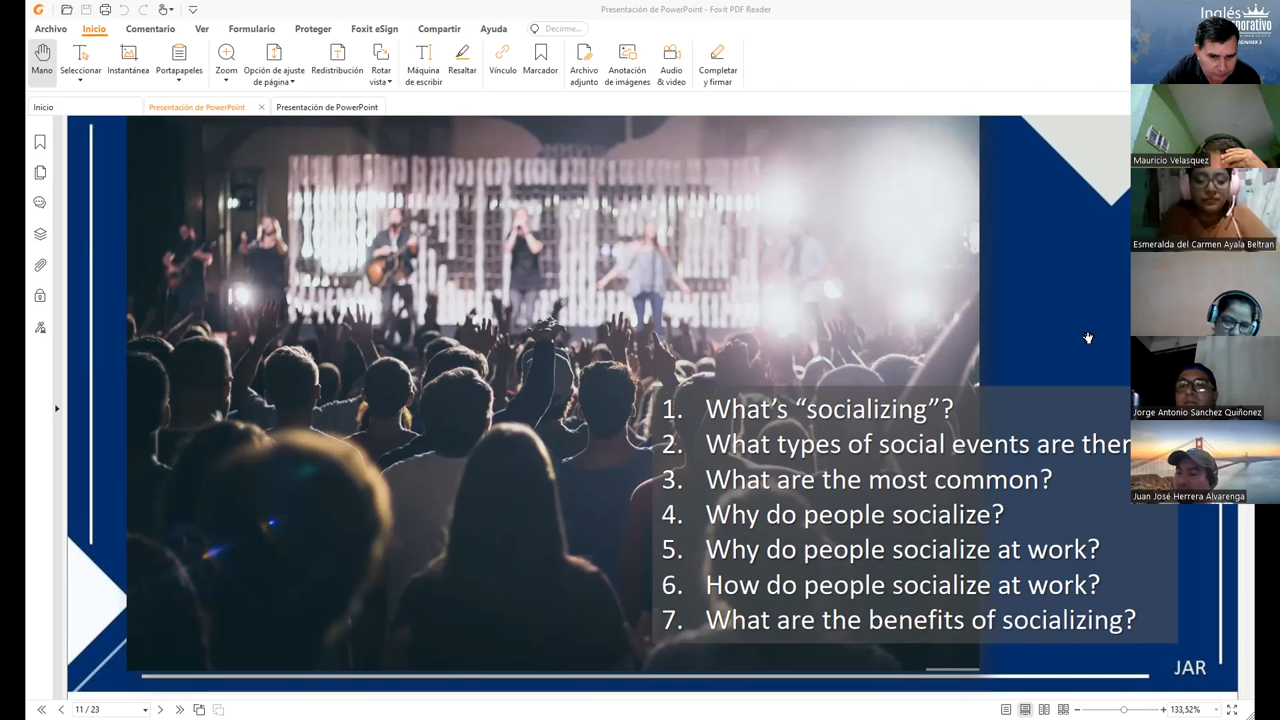 Presentación de PowerPoint - Foxit PDF Reader
Archivo Inicio Comentario Ver Formulario Proteger Foxit eSign Compartir Ayuda Decirme...
Mano
Seleccionar
Instantánea
Portapapeles
Zoom
Opción de ajuste
de página
Redistribución
Rotar
vista
Máquina
de escribir
Resaltar
Vínculo
Marcador
Archivo
adjunto
Anotación
de imágenes
Audio
& video
Completar
y firmar
Inicio
Presentación de PowerPoint
Presentación de PowerPoint
1. What's “socializing”?
2. What types of social events are ther
3. What are the most common?
4. Why do people socialize?
5. Why do people socialize at work?
6. How do people socialize at work?
7. What are the benefits of socializing?
JAR
Inglés
Mauricio Velasquez
Esmeralda del Carmen Ayala Beltran
Jorge Antonio Sanchez Quiñonez
Juan José Herrera Alvarenga
11 / 23
133,52%